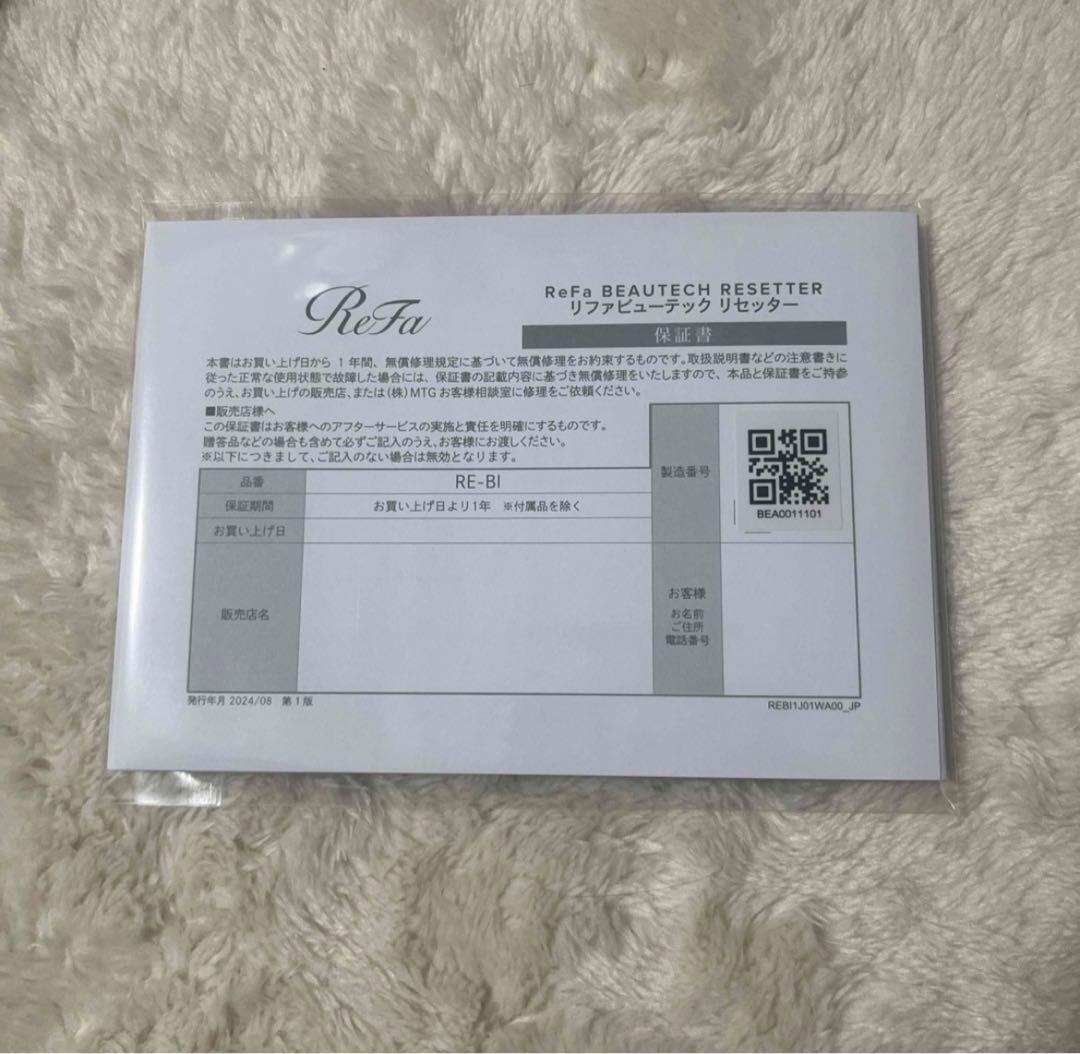 ReFa
ReFa BEAUTECH RESETTER
リファビューテック リセッター
保証書
本書はお買い上げ日から 1 年間、無償修理規定に基づいて無償修理をお約束するものです。取扱説明書などの注意書きに
従った正常な使用状態で故障した場合には、保証書の記載内容に基づき無償修理をいたしますので、本品と保証書をご持参
のうえ、お買い上げの販売店、または(株)MTG お客様相談室に修理をご依頼ください。
■販売店様へ
この保証書はお客様へのアフターサービスの実施と責任を明確にするものです。
贈答品などの場合も含めて必ずご記入のうえ、お客様にお渡しください。
※以下につきまして、ご記入のない場合は無効となります。
品番 RE-BI
保証期間 お買い上げ日より1年 ※付属品を除く
お買い上げ日
販売店名
製造番号
BEA0011101
お客様
お名前
ご住所
電話番号
発行年月 2024/08 第1版
REBI1J01WA00_JP